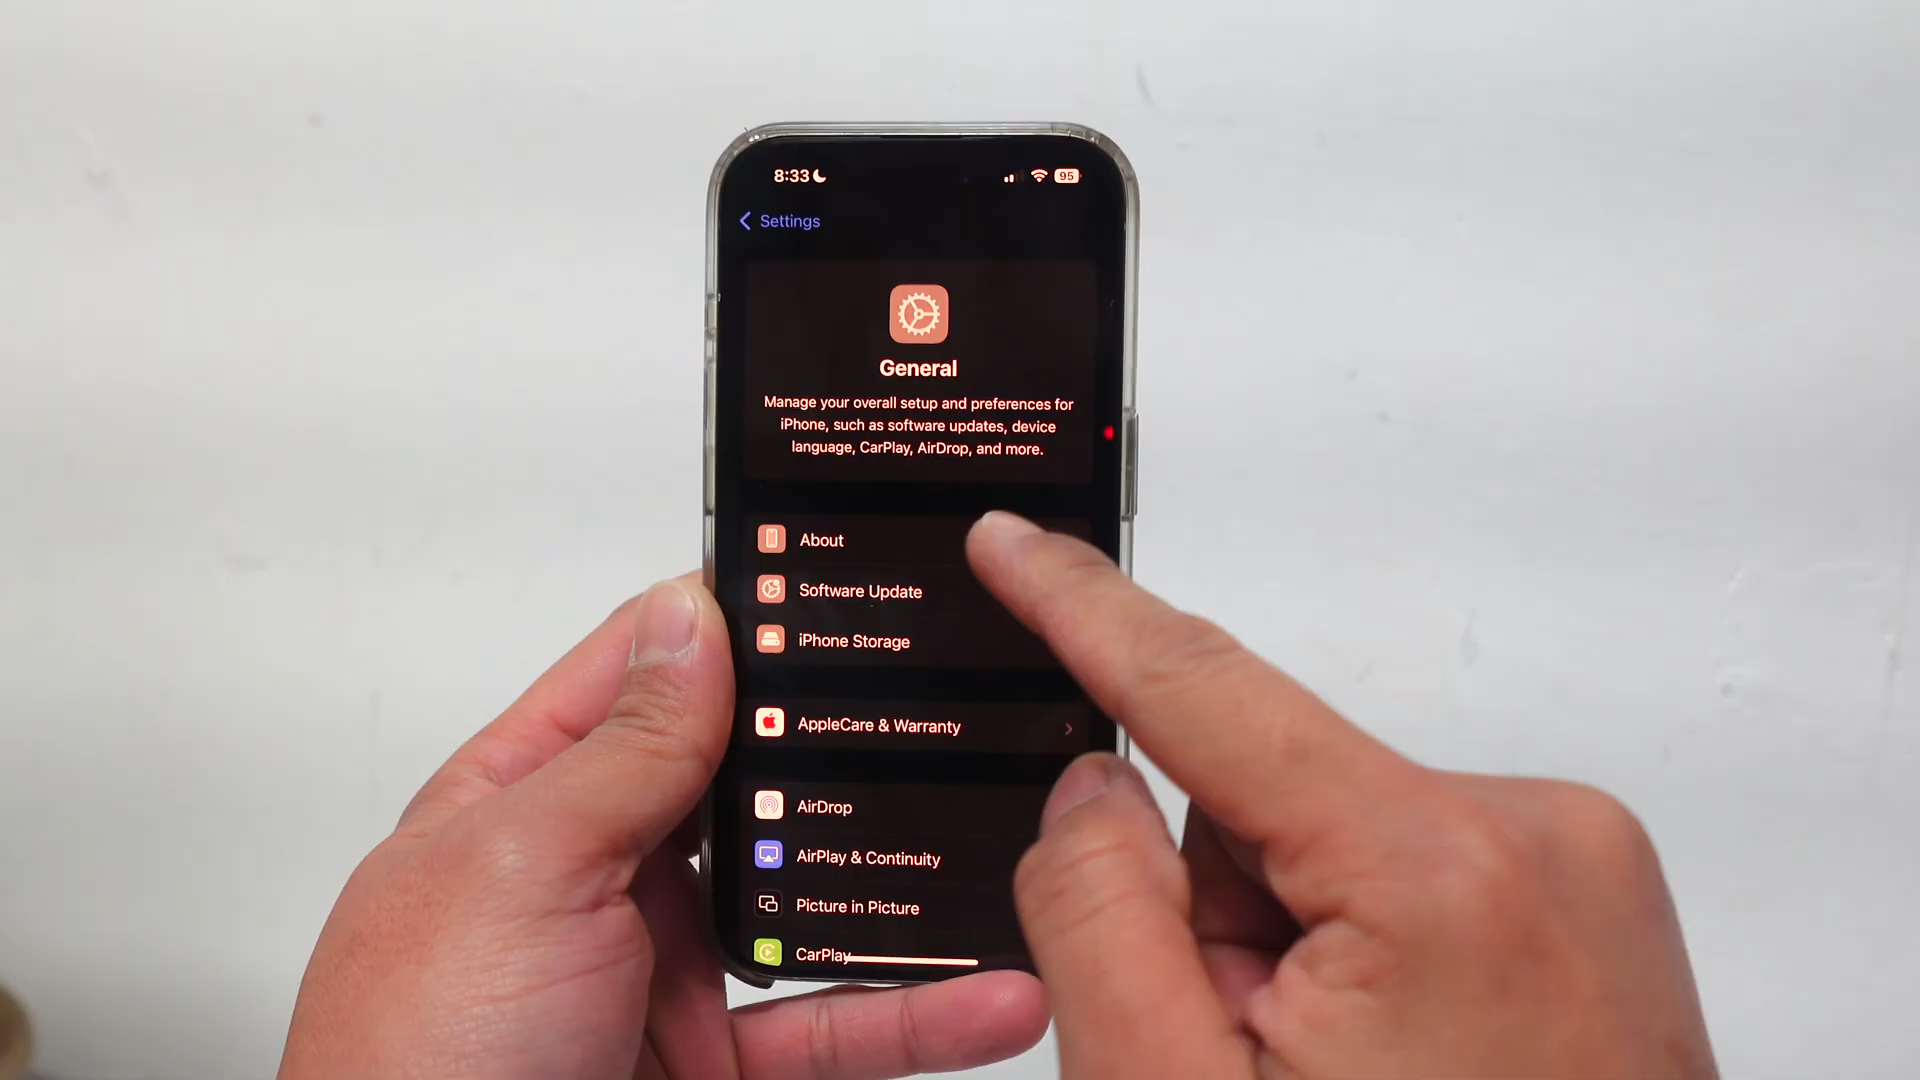 8:33
95
Settings
General
Manage your overall setup and preferences for
iPhone, such as software updates, device
language, CarPlay, AirDrop, and more.
About
Software Update
iPhone Storage
AppleCare & Warranty
AirDrop
AirPlay & Continuity
Picture in Picture
CarPlay